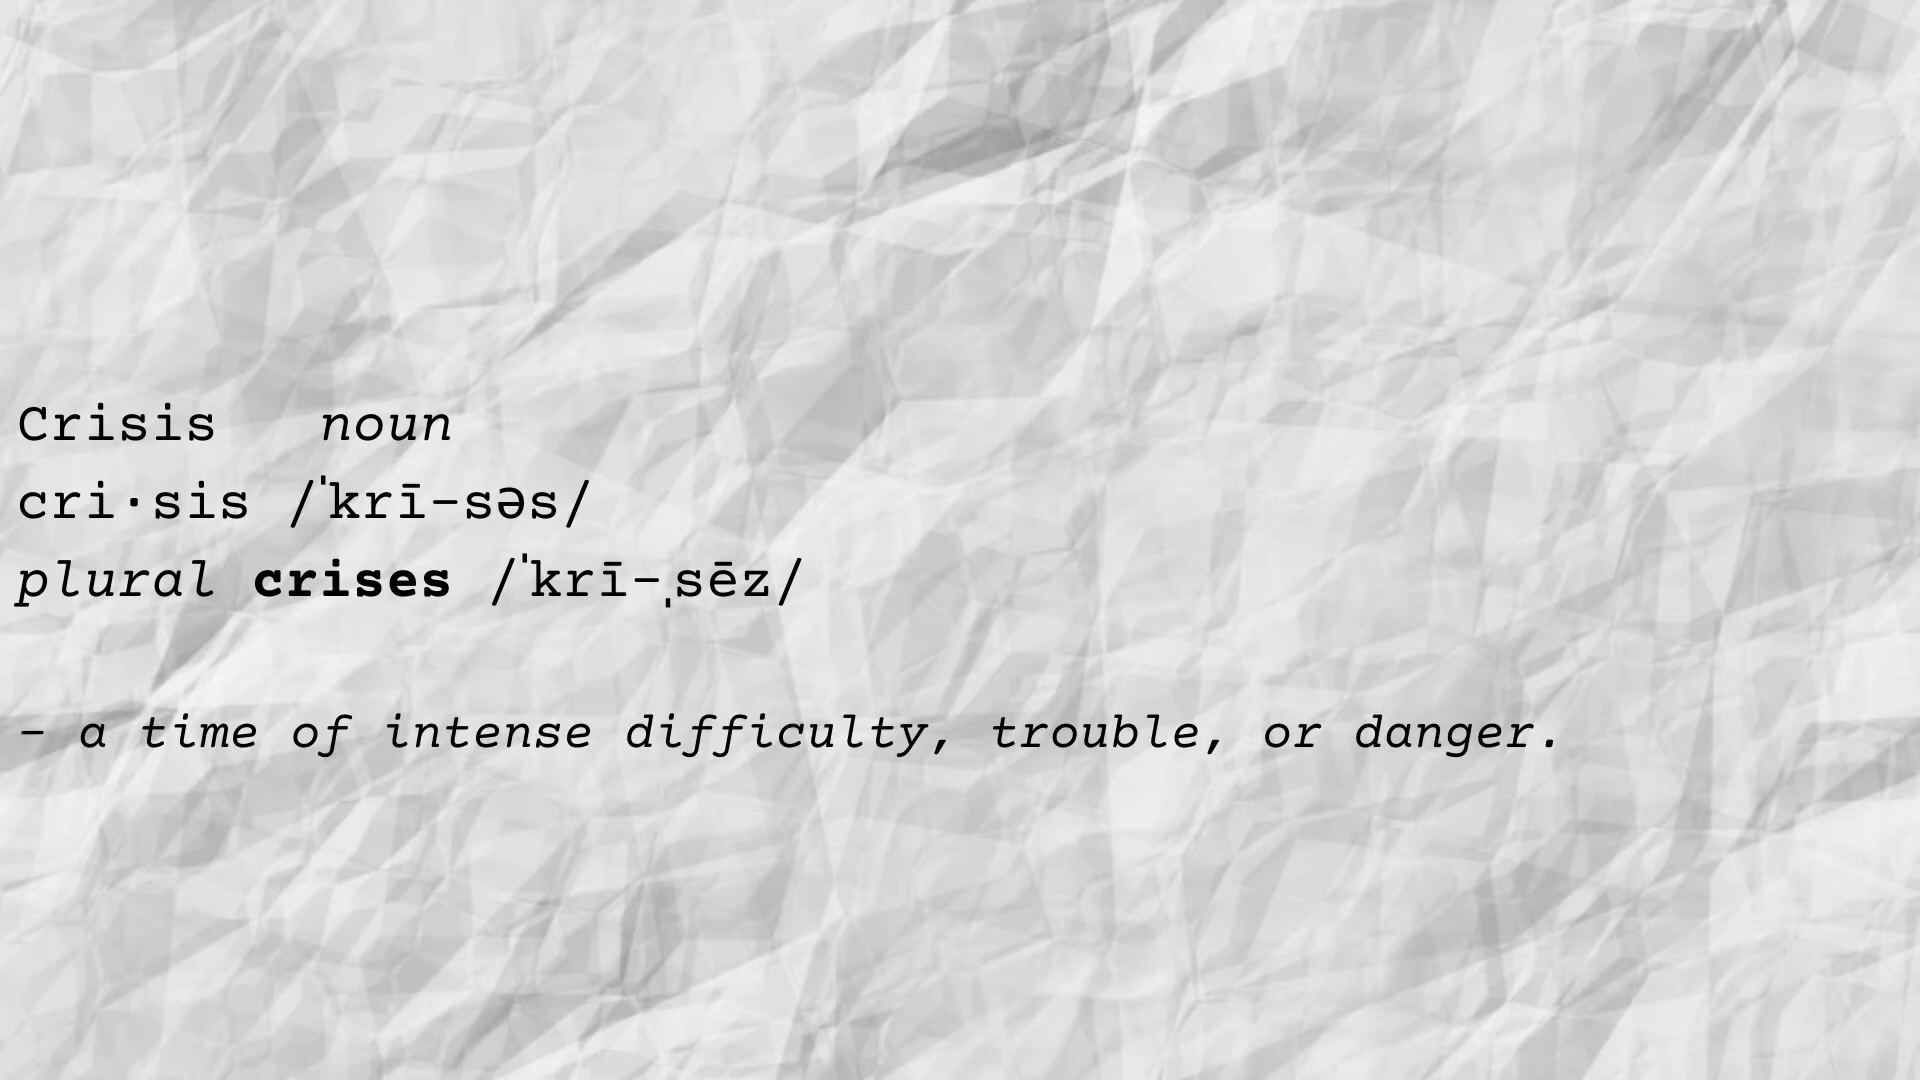 Crisis noun
cri·sis /ˈkrī-səs/
plural crises /ˈkrī-ˌsēz/
- a time of intense difficulty, trouble, or danger.